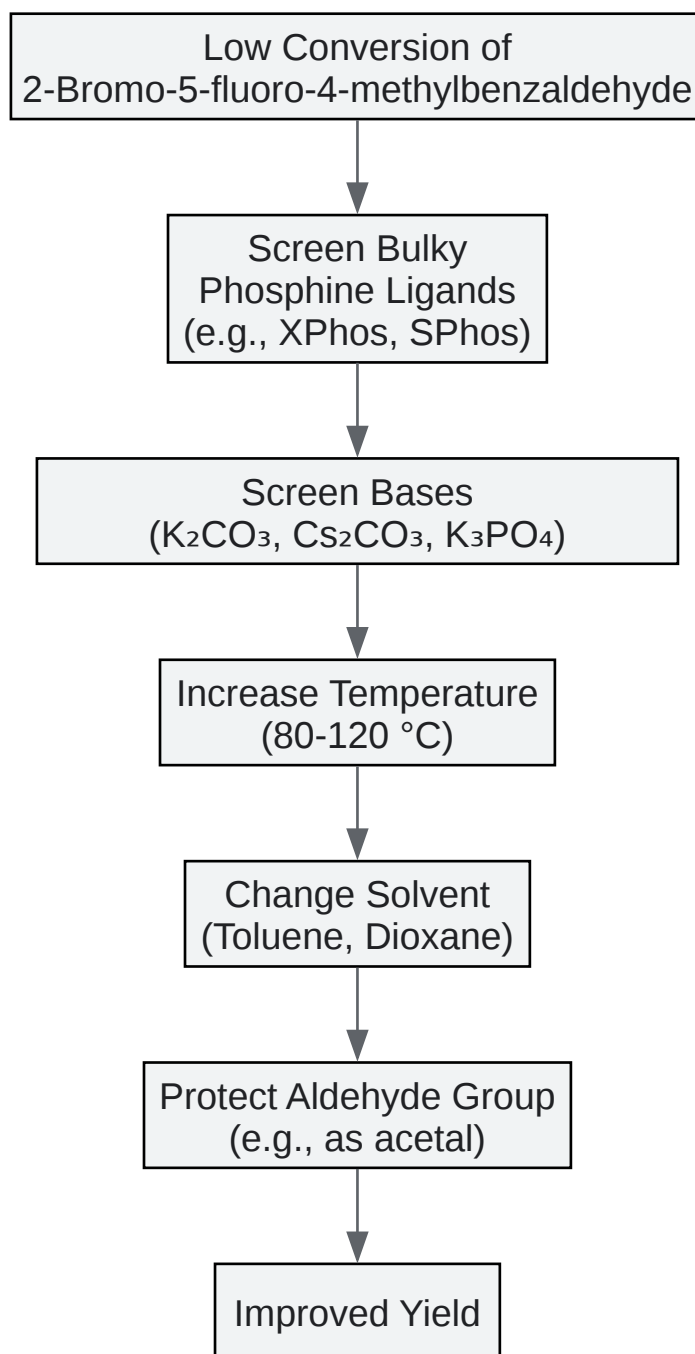 Low Conversion of
2-Bromo-5-fluoro-4-methylbenzaldehyde
Screen Bulky
Phosphine Ligands
(e.g., XPhos, SPhos)
Screen Bases
(K₂CO₃, Cs₂CO₃, K₃PO₄)
Increase Temperature
(80-120 °C)
Change Solvent
(Toluene, Dioxane)
Protect Aldehyde Group
(e.g., as acetal)
Improved Yield